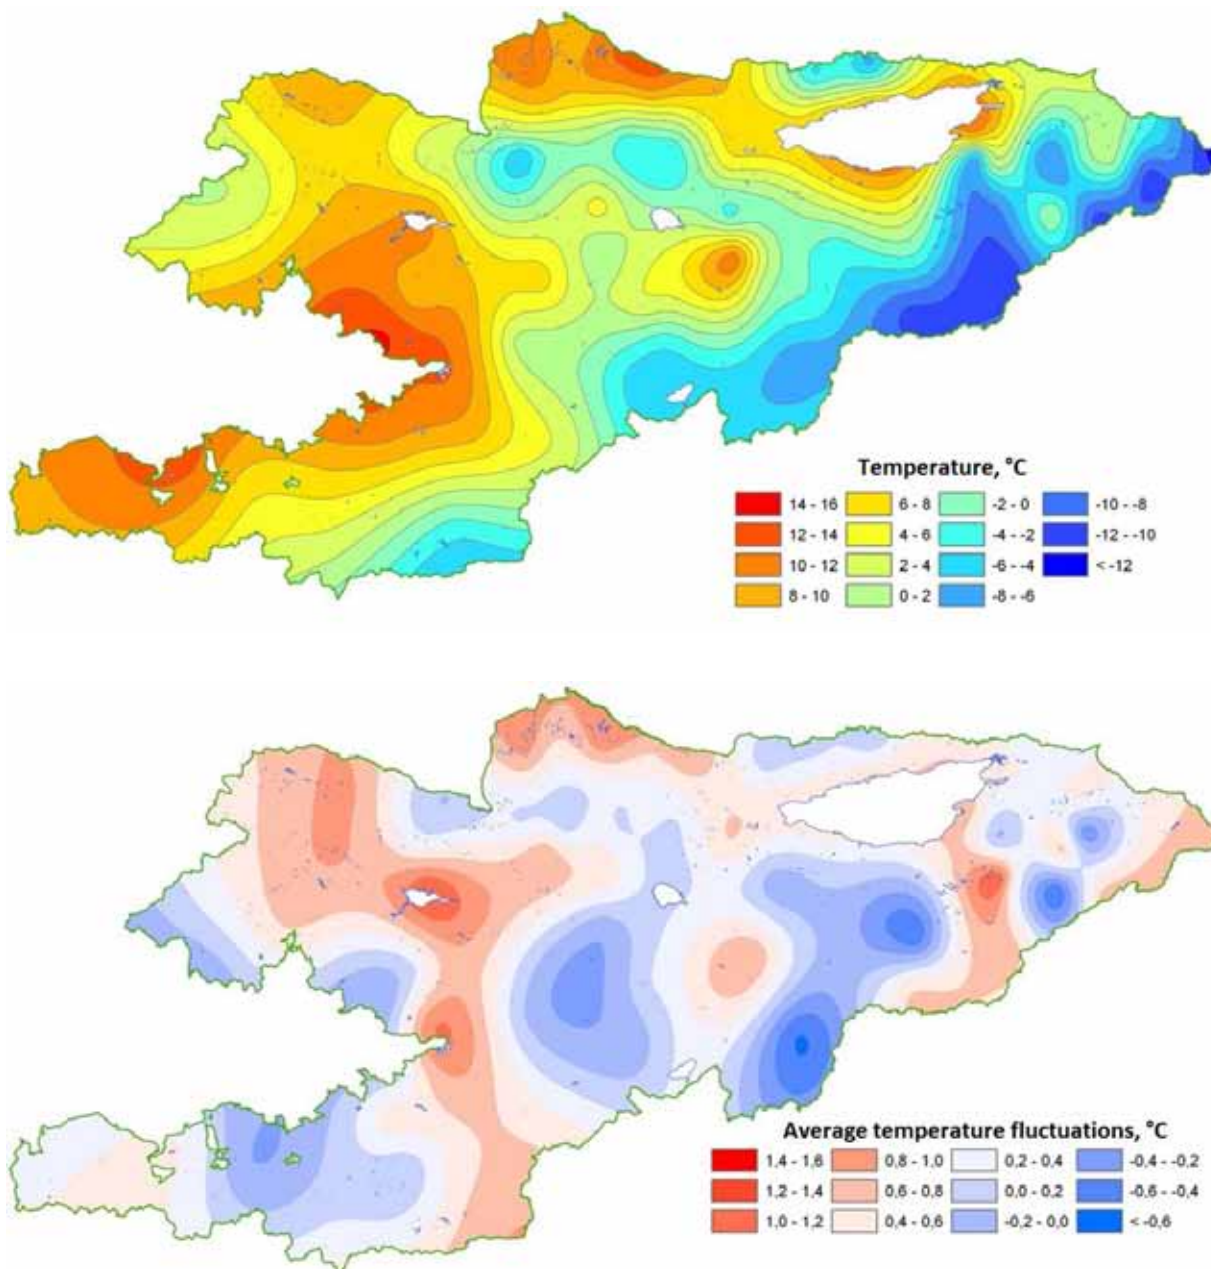 Temperature, °C
14 - 16 6 - 8 -2 - 0 -10 - -8
12 - 14 4 - 6 -4 - -2 -12 - -10
10 - 12 2 - 4 -6 - -4 < -12
8 - 10 0 - 2 -8 - -6
Average temperature fluctuations, °C
1,4 - 1,6 0,8 - 1,0 0,2 - 0,4 -0,4 - -0,2
1,2 - 1,4 0,6 - 0,8 0,0 - 0,2 -0,6 - -0,4
1,0 - 1,2 0,4 - 0,6 -0,2 - 0,0 < -0,6